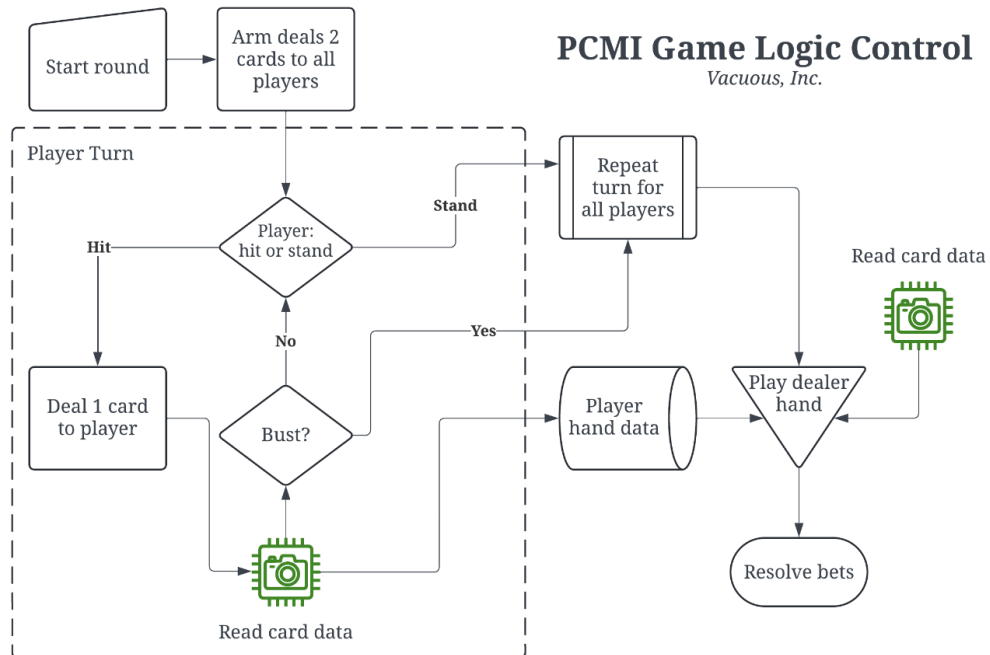 PCMI Game Logic Control
Vacuous, Inc.
Start round
Arm deals 2
cards to all
players
Player Turn
Player:
hit or stand
Hit
Stand
Repeat
turn for
all players
Read card data
No
Yes
Deal 1 card
to player
Bust?
Player
hand data
Play dealer
hand
Read card data
Resolve bets